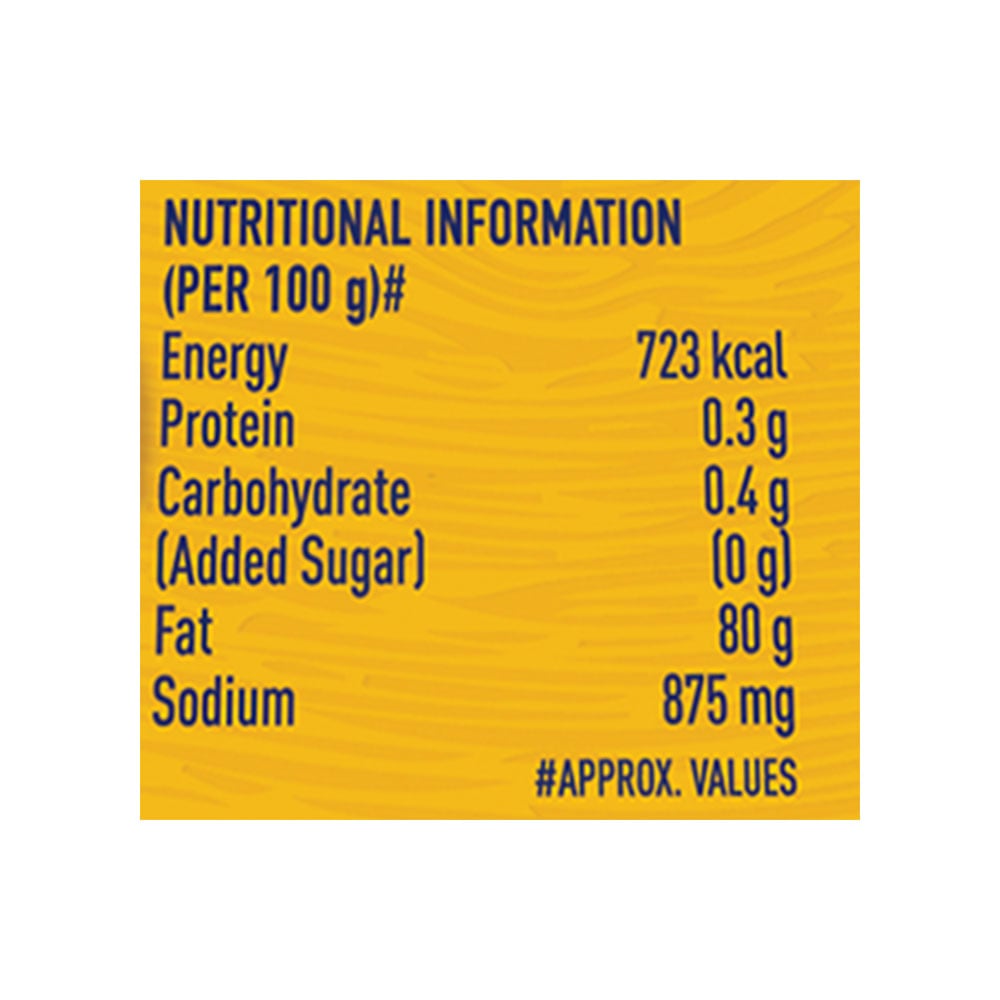 NUTRITIONAL INFORMATION
(PER 100 g)#
Energy 723 kcal
Protein 0.3 g
Carbohydrate 0.4 g
(Added Sugar) (0 g)
Fat 80 g
Sodium 875 mg
#APPROX. VALUES